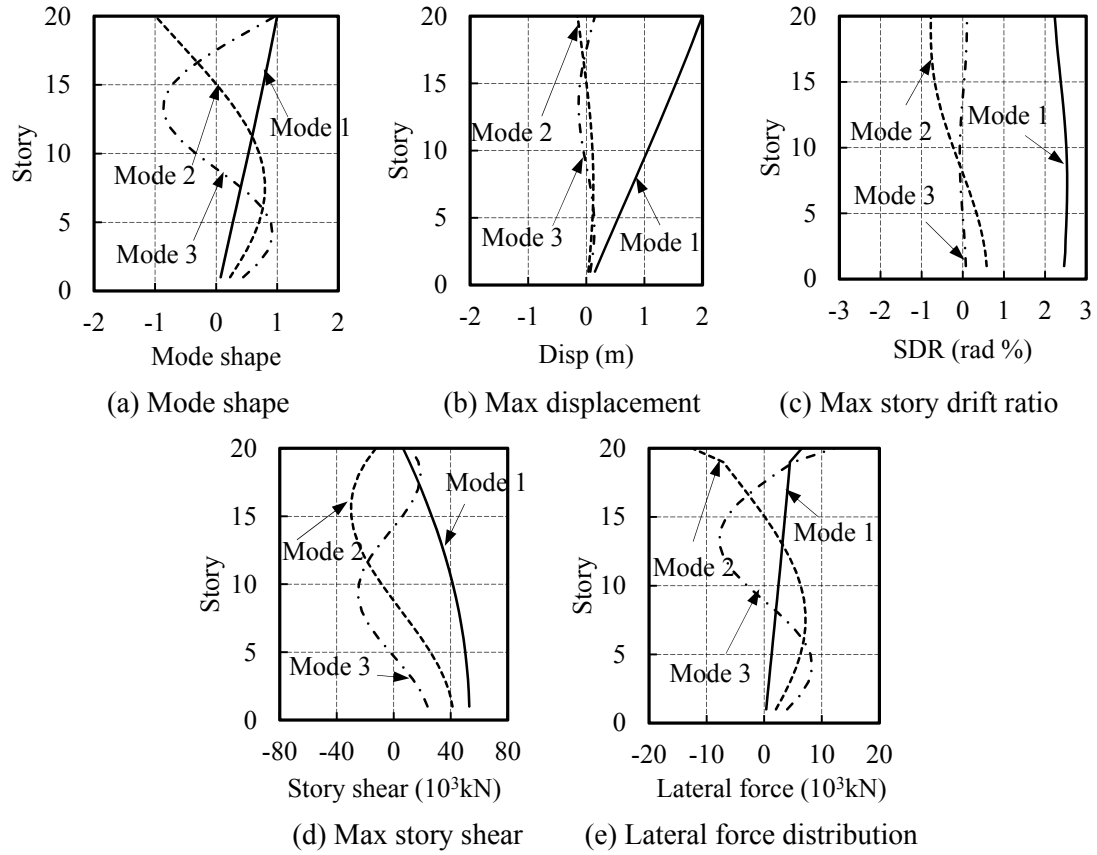 20
15
10
5
0
Story
Mode 1
Mode 2
Mode 3
-2 -1 0 1 2
Mode shape
(a) Mode shape
20
15
10
5
0
Story
Mode 2
Mode 3
Mode 1
-2 -1 0 1 2
Disp (m)
(b) Max displacement
20
15
10
5
0
Story
Mode 2
Mode 1
Mode 3
-3 -2 -1 0 1 2 3
SDR (rad %)
(c) Max story drift ratio
20
15
10
5
0
Story
Mode 1
Mode 2
Mode 3
-80 -40 0 40 80
Story shear (10³kN)
(d) Max story shear
20
15
10
5
0
Story
Mode 1
Mode 2
Mode 3
-20 -10 0 10 20
Lateral force (10³kN)
(e) Lateral force distribution